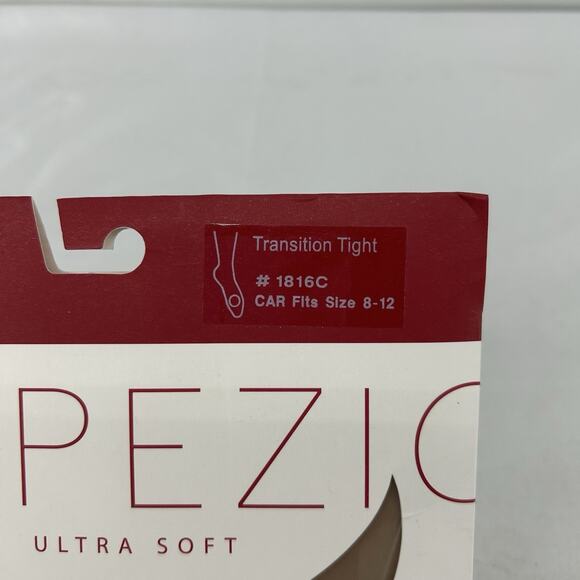 Transition Tight
# 1816C
CAR Fits Size 8-12
PEZIO
ULTRA SOFT